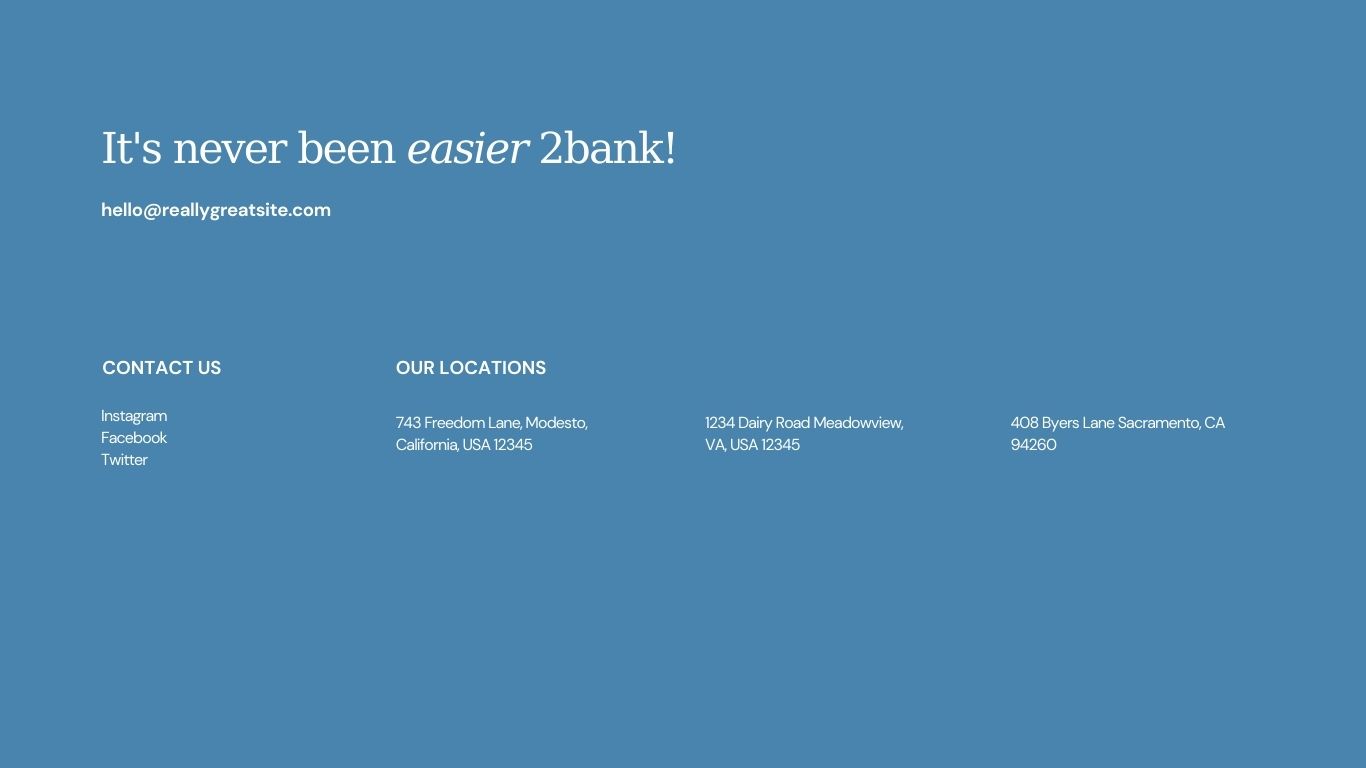 It's never been easier 2bank!
hello@reallygreatsite.com
CONTACT US
Instagram
Facebook
Twitter
OUR LOCATIONS
743 Freedom Lane, Modesto,
California, USA 12345
1234 Dairy Road Meadowview,
VA, USA 12345
408 Byers Lane Sacramento, CA
94260